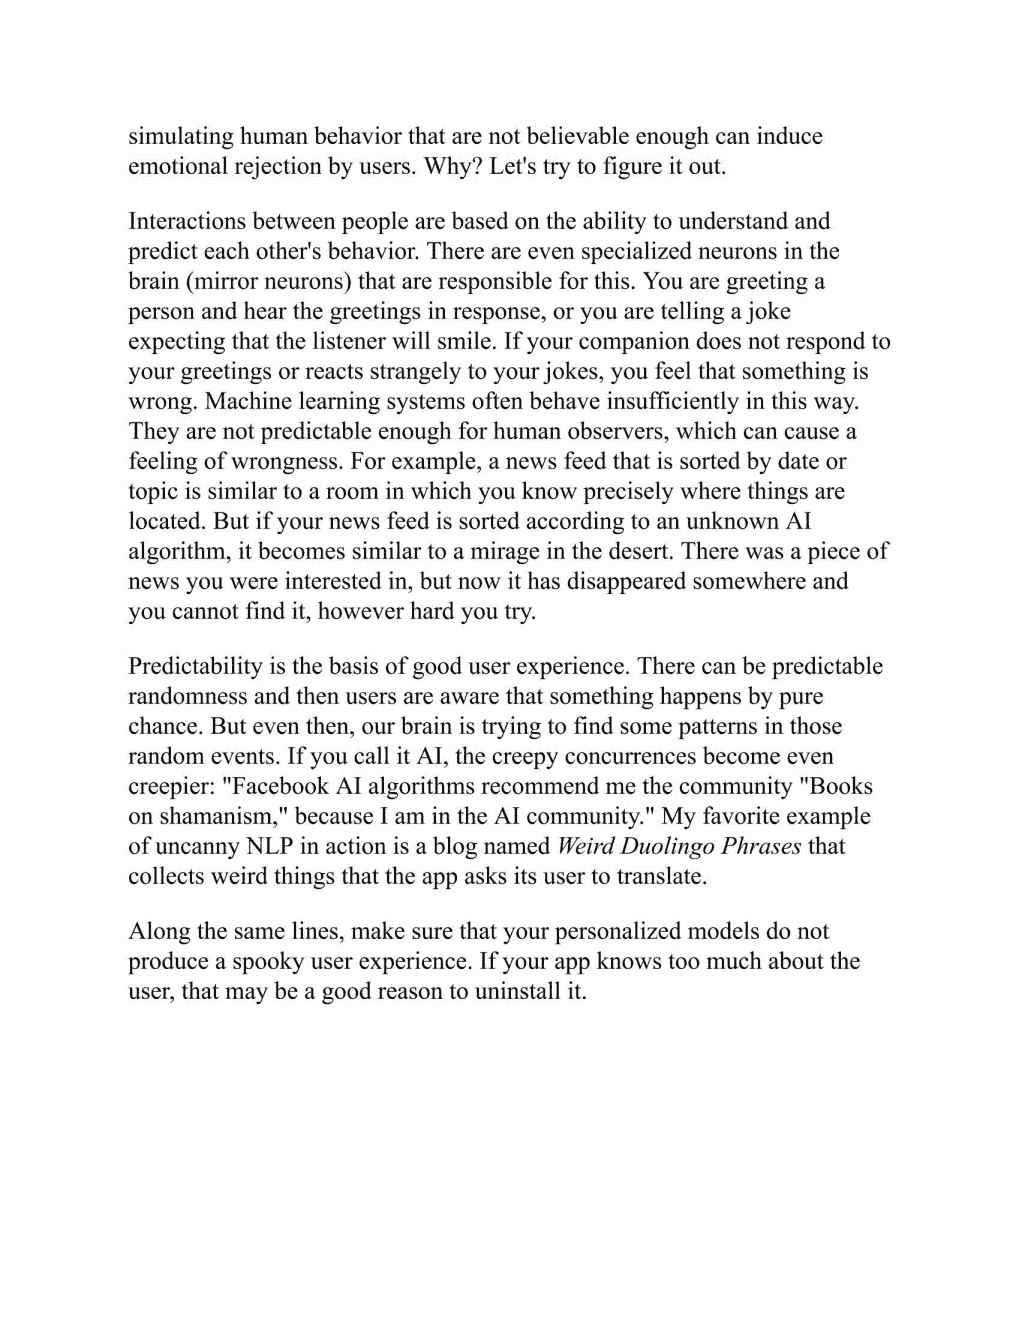 simulating human behavior that are not believable enough can induce
emotional rejection by users. Why? Let's try to figure it out.
Interactions between people are based on the ability to understand and
predict each other's behavior. There are even specialized neurons in the
brain (mirror neurons) that are responsible for this. You are greeting a
person and hear the greetings in response, or you are telling a joke
expecting that the listener will smile. If your companion does not respond to
your greetings or reacts strangely to your jokes, you feel that something is
wrong. Machine learning systems often behave insufficiently in this way.
They are not predictable enough for human observers, which can cause a
feeling of wrongness. For example, a news feed that is sorted by date or
topic is similar to a room in which you know precisely where things are
located. But if your news feed is sorted according to an unknown AI
algorithm, it becomes similar to a mirage in the desert. There was a piece of
news you were interested in, but now it has disappeared somewhere and
you cannot find it, however hard you try.
Predictability is the basis of good user experience. There can be predictable
randomness and then users are aware that something happens by pure
chance. But even then, our brain is trying to find some patterns in those
random events. If you call it AI, the creepy concurrences become even
creepier: "Facebook AI algorithms recommend me the community "Books
on shamanism," because I am in the AI community." My favorite example
of uncanny NLP in action is a blog named Weird Duolingo Phrases that
collects weird things that the app asks its user to translate.
Along the same lines, make sure that your personalized models do not
produce a spooky user experience. If your app knows too much about the
user, that may be a good reason to uninstall it.